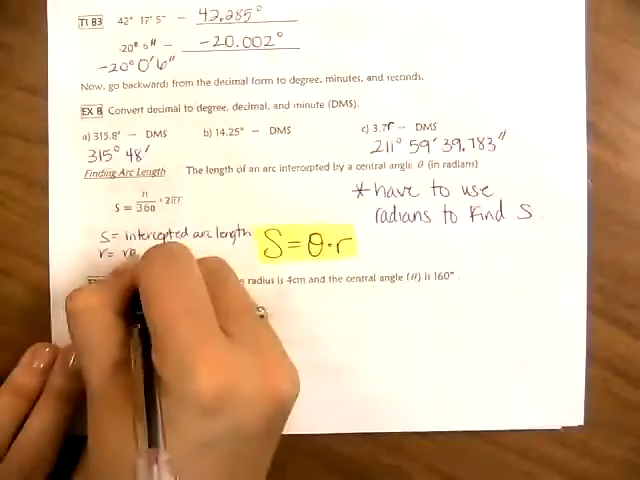 TI 83 42° 17' 5" – 42.285°
-20° 6" – -20.002°
-20° 0' 6"
Now, go backwards from the decimal form to degree, minutes, and seconds.
EX B Convert decimal to degree, decimal, and minute (DMS).
a) 315.8° – DMS b) 14.25° – DMS c) 3.7r – DMS
315° 48' 211° 59' 39.783"
Finding Arc Length The length of an arc intercepted by a central angle θ (in radians)
S = n/360 · 2πr
* have to use
radians to find S
S = intercepted arc length
S = θ · r
r =
radius is 4cm and the central angle (θ) is 160°.